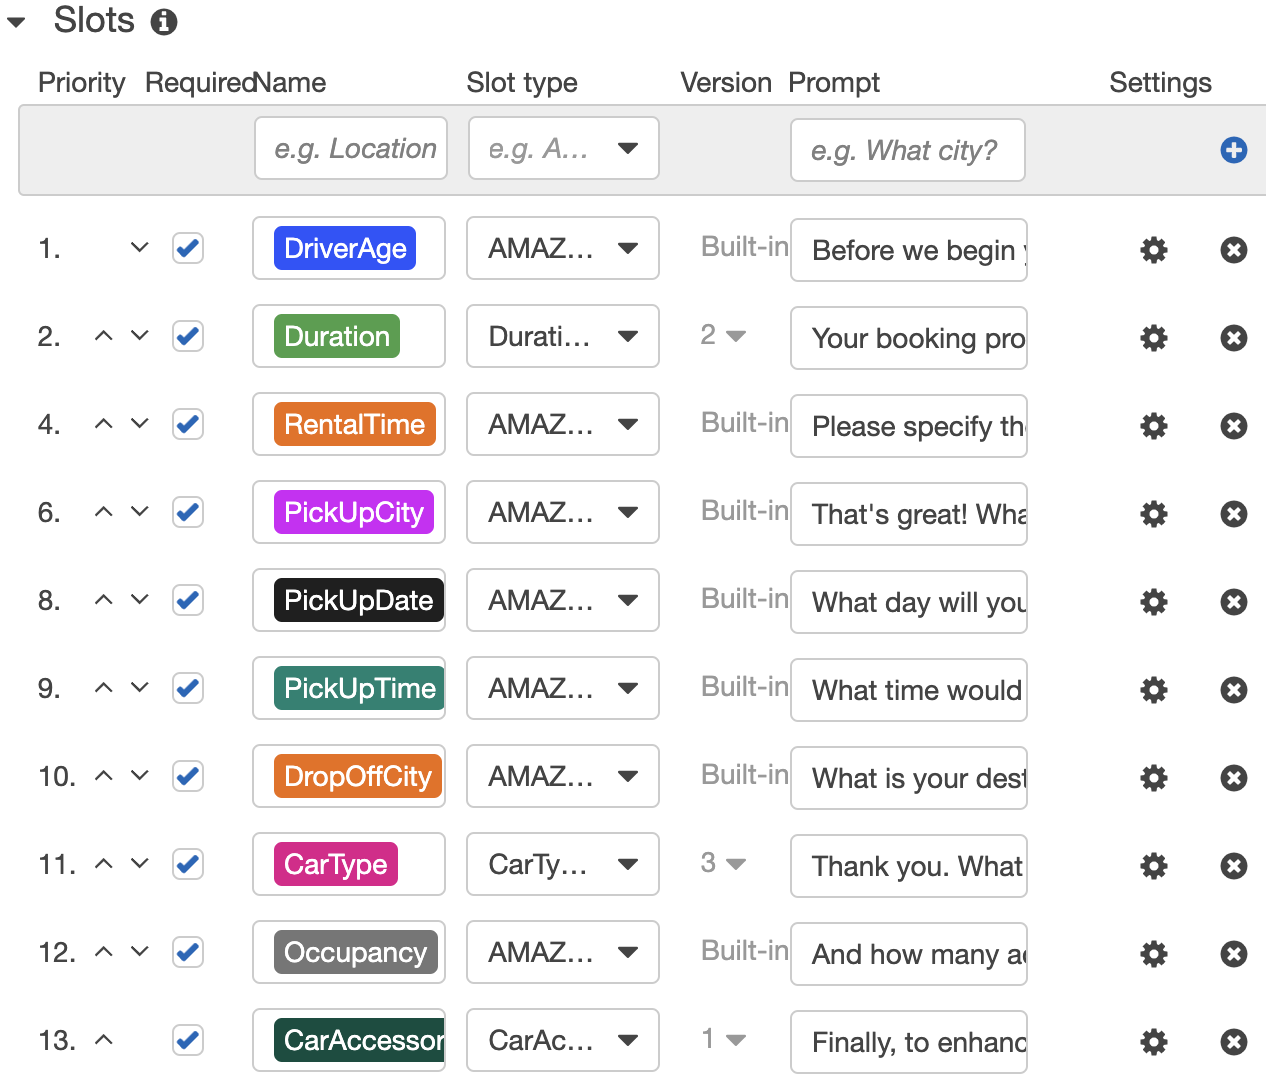 Slots
Priority Required Name Slot type Version Prompt Settings
e.g. Location e.g. A... e.g. What city?
1. DriverAge AMAZ... Built-in Before we begin
2. Duration Durati... 2 Your booking pro
4. RentalTime AMAZ... Built-in Please specify th
6. PickUpCity AMAZ... Built-in That's great! Wha
8. PickUpDate AMAZ... Built-in What day will you
9. PickUpTime AMAZ... Built-in What time would
10. DropOffCity AMAZ... Built-in What is your dest
11. CarType CarTy... 3 Thank you. What
12. Occupancy AMAZ... Built-in And how many a
13. CarAccessor CarAc... 1 Finally, to enhanc